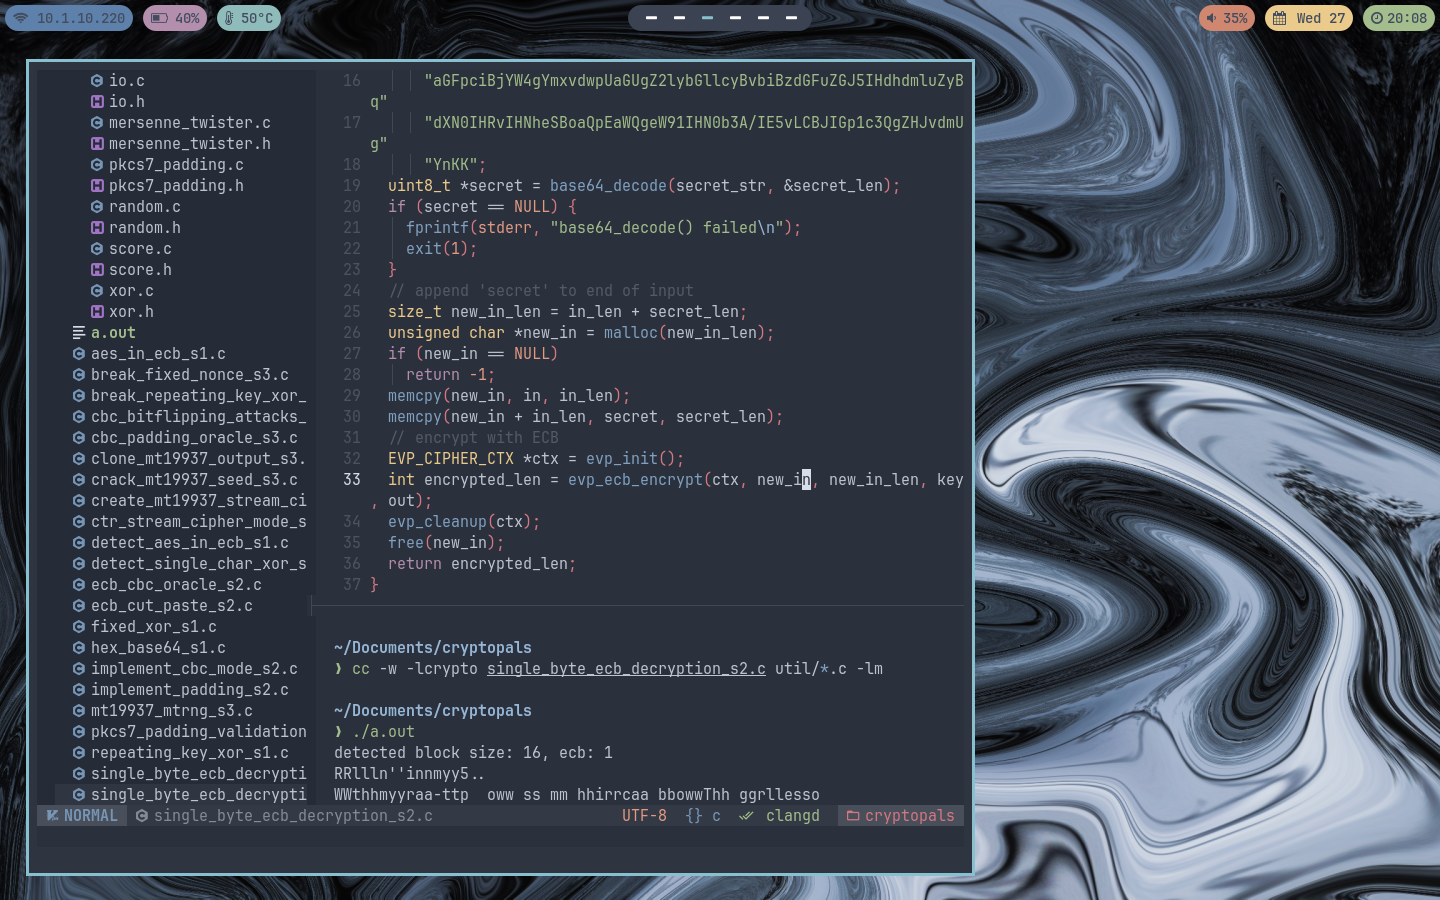 10.1.10.220 40% 50°C 35% Wed 27 20:08
io.c
io.h
mersenne_twister.c
mersenne_twister.h
pkcs7_padding.c
pkcs7_padding.h
random.c
random.h
score.c
score.h
xor.c
xor.h
a.out
aes_in_ecb_s1.c
break_fixed_nonce_s3.c
break_repeating_key_xor_
cbc_bitflipping_attacks_
cbc_padding_oracle_s3.c
clone_mt19937_output_s3.
crack_mt19937_seed_s3.c
create_mt19937_stream_ci
ctr_stream_cipher_mode_s
detect_aes_in_ecb_s1.c
detect_single_char_xor_s
ecb_cbc_oracle_s2.c
ecb_cut_paste_s2.c
fixed_xor_s1.c
hex_base64_s1.c
implement_cbc_mode_s2.c
implement_padding_s2.c
mt19937_mtrng_s3.c
pkcs7_padding_validation
repeating_key_xor_s1.c
single_byte_ecb_decrypti
single_byte_ecb_decrypti
16 "aGFpciBjYW4gYmxvdwpUaGUgZ2lybGllcyBvbiBzdGFuZGJ5IHdhdmluZyB
q"
17 "dXN0IHRvIHNheSBoaQpEaWQgeW91IHN0b3A/IE5vLCBJIGp1c3QgZHJvdmU
g"
18 "YnKK";
19 uint8_t *secret = base64_decode(secret_str, &secret_len);
20 if (secret == NULL) {
21 fprintf(stderr, "base64_decode() failed\n");
22 exit(1);
23 }
24 // append 'secret' to end of input
25 size_t new_in_len = in_len + secret_len;
26 unsigned char *new_in = malloc(new_in_len);
27 if (new_in == NULL)
28 return -1;
29 memcpy(new_in, in, in_len);
30 memcpy(new_in + in_len, secret, secret_len);
31 // encrypt with ECB
32 EVP_CIPHER_CTX *ctx = evp_init();
33 int encrypted_len = evp_ecb_encrypt(ctx, new_in, new_in_len, key
, out);
34 evp_cleanup(ctx);
35 free(new_in);
36 return encrypted_len;
37 }
~/Documents/cryptopals
❯ cc -w -lcrypto single_byte_ecb_decryption_s2.c util/*.c -lm
~/Documents/cryptopals
❯ ./a.out
detected block size: 16, ecb: 1
RRllln''innmyy5..
WWthhmyyraa-ttp  oww ss mm hhirrcaa bbowwThh ggrllesso
NORMAL single_byte_ecb_decryption_s2.c UTF-8 {} c clangd cryptopals